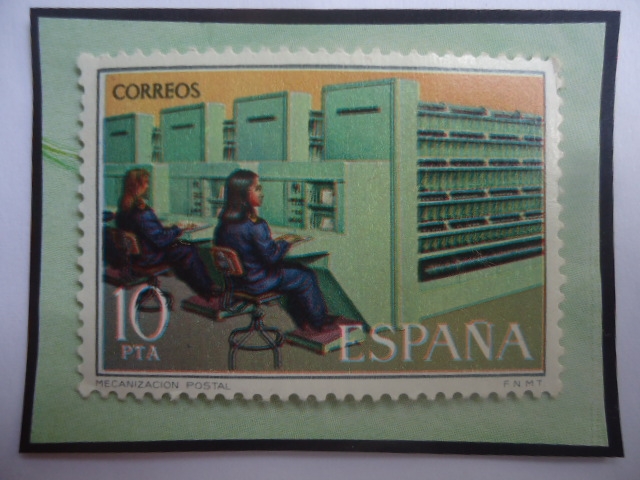 CORREOS
10
PTA
ESPAÑA
MECANIZACION POSTAL
F.N.M.T.